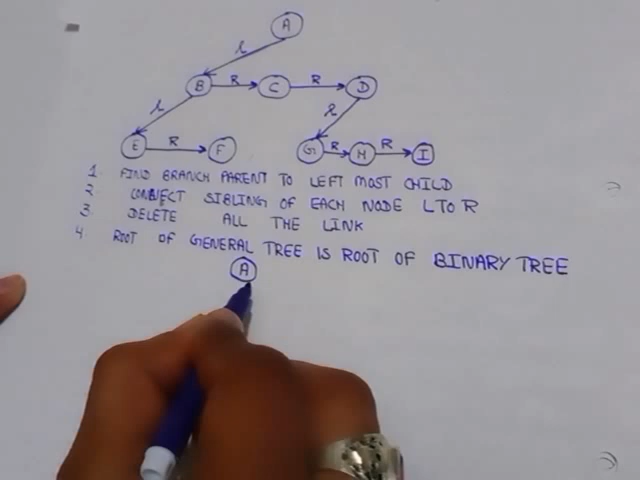 A
l
B R C R D
l l
E R F G R H R I
1. FIND BRANCH PARENT TO LEFT MOST CHILD
2. CONNECT SIBLING OF EACH NODE L TO R
3. DELETE ALL THE LINK
4. ROOT OF GENERAL TREE IS ROOT OF BINARY TREE
A